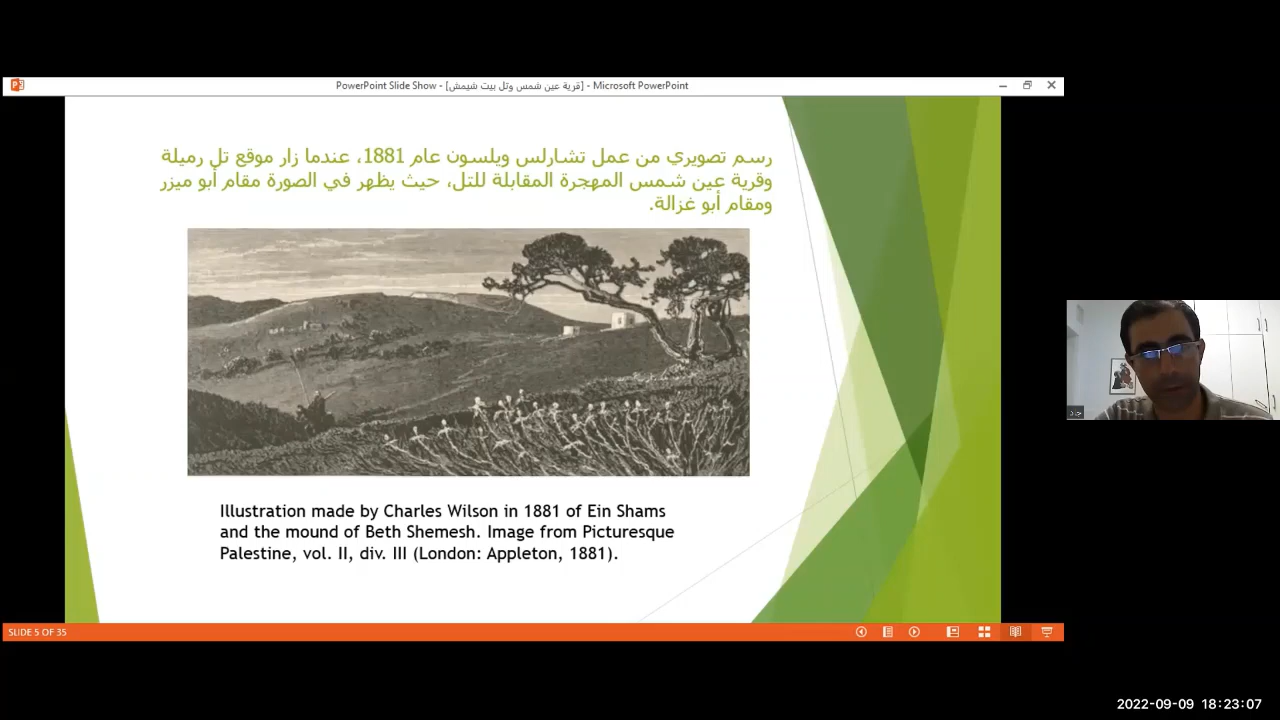 PowerPoint Slide Show - [قرية عين شمس وتل بيت شيمش] - Microsoft PowerPoint
رسم تصويري من عمل تشارلس ويلسون عام 1881، عندما زار موقع تل رميلة
وقرية عين شمس المهجرة المقابلة للتل، حيث يظهر في الصورة مقام أبو ميزر
ومقام أبو غزالة.
Illustration made by Charles Wilson in 1881 of Ein Shams
and the mound of Beth Shemesh. Image from Picturesque
Palestine, vol. II, div. III (London: Appleton, 1881).
SLIDE 5 OF 35
2022-09-09 18:23:07